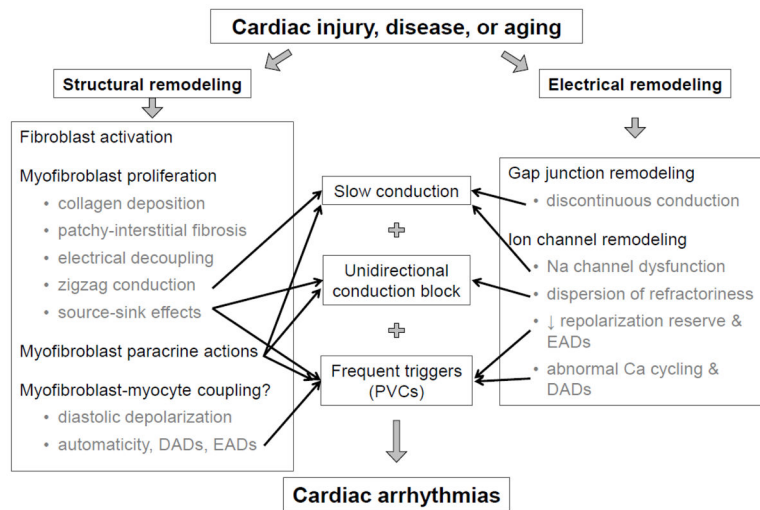 Cardiac injury, disease, or aging
Structural remodeling
Electrical remodeling
Fibroblast activation
Myofibroblast proliferation
• collagen deposition
• patchy-interstitial fibrosis
• electrical decoupling
• zigzag conduction
• source-sink effects
Myofibroblast paracrine actions
Myofibroblast-myocyte coupling?
• diastolic depolarization
• automaticity, DADs, EADs
Slow conduction
+
Unidirectional
conduction block
+
Frequent triggers
(PVCs)
Gap junction remodeling
• discontinuous conduction
Ion channel remodeling
• Na channel dysfunction
• dispersion of refractoriness
• ↓ repolarization reserve &
EADs
• abnormal Ca cycling &
DADs
Cardiac arrhythmias